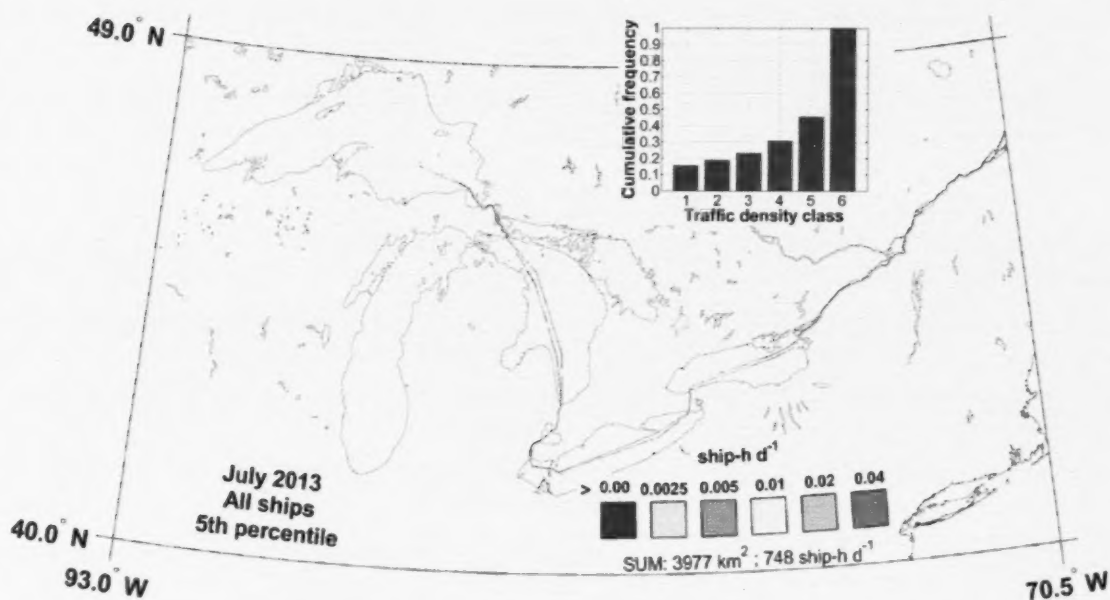 49.0° N
Cumulative frequency
1
0.9
0.8
0.7
0.6
0.5
0.4
0.3
0.2
0.1
0
1 2 3 4 5 6
Traffic density class
July 2013
All ships
5th percentile
ship-h d⁻¹
> 0.00 0.0025 0.005 0.01 0.02 0.04
SUM: 3977 km² ; 748 ship-h d⁻¹
40.0° N
93.0° W
70.5° W